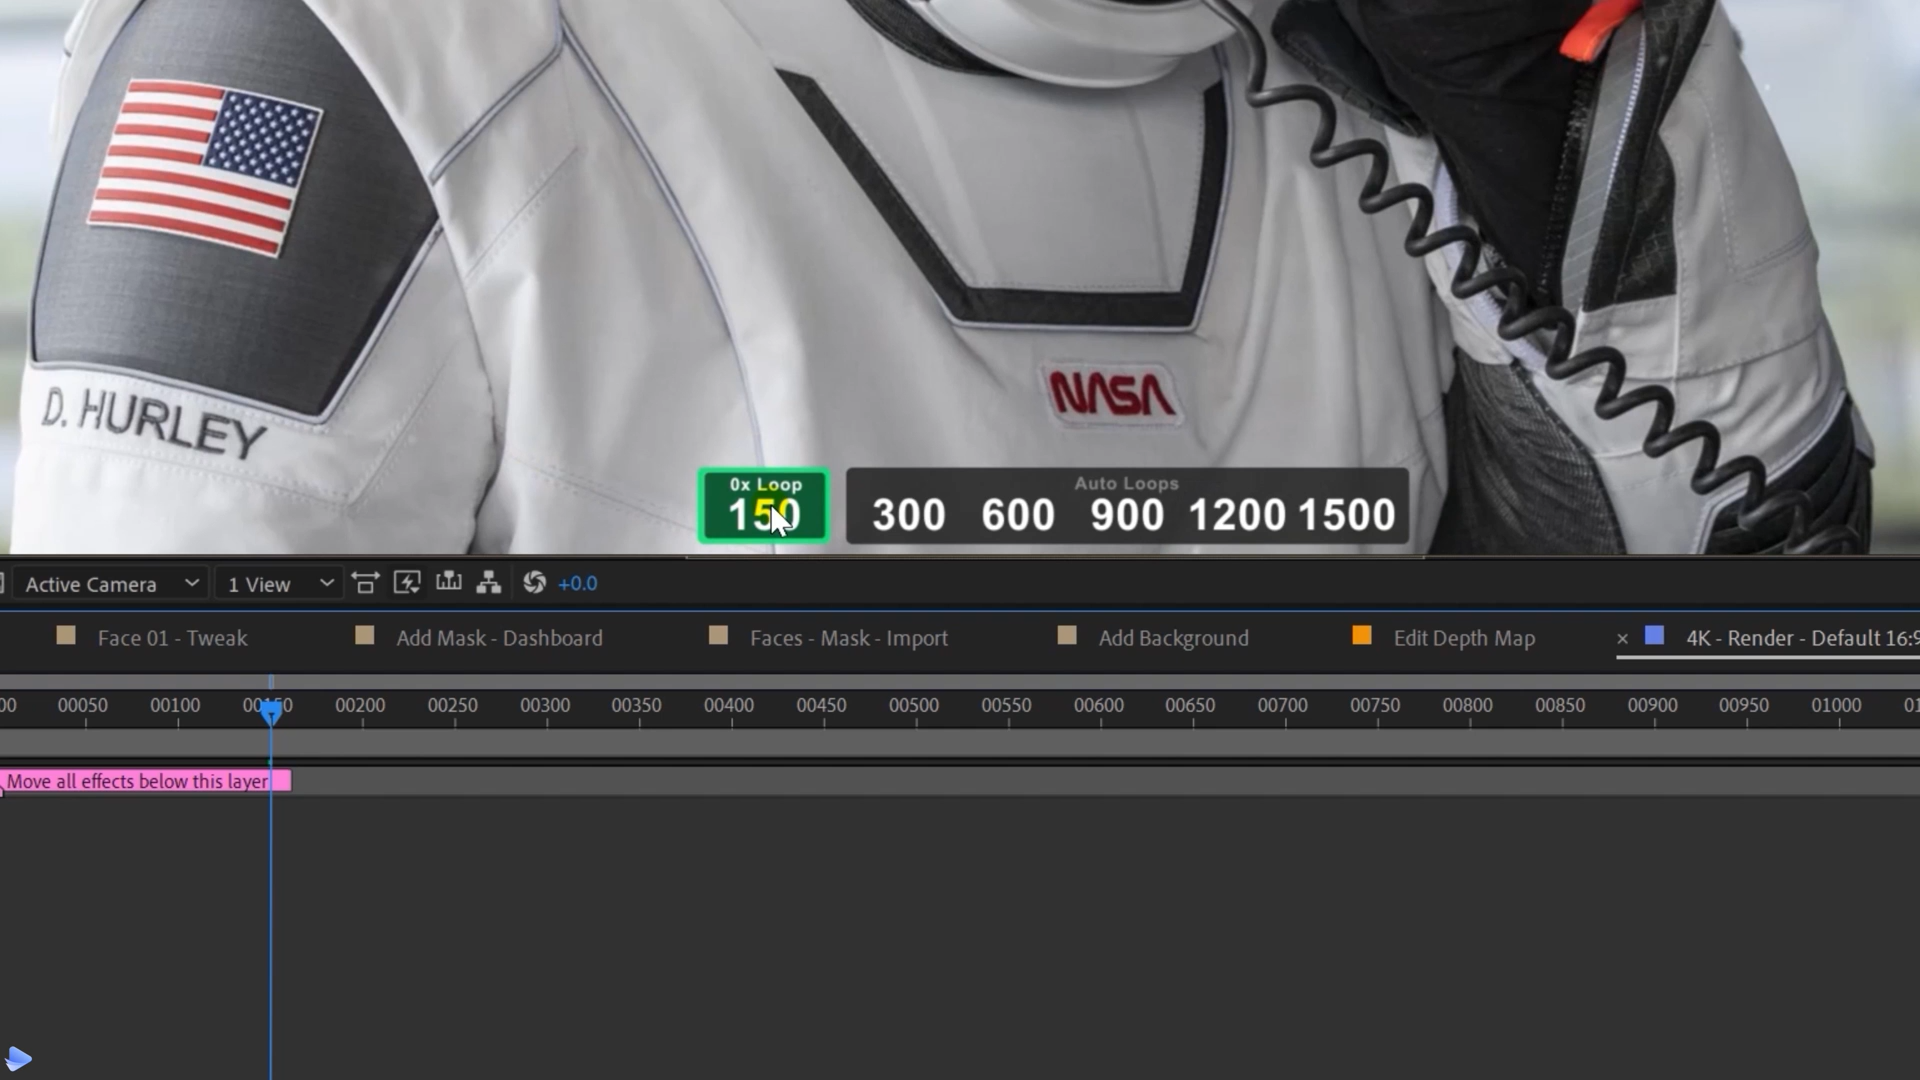 D. HURLEY
NASA
0x Loop
150
Auto Loops
300 600 900 1200 1500
Active Camera
1 View
+0.0
Face 01 - Tweak
Add Mask - Dashboard
Faces - Mask - Import
Add Background
Edit Depth Map
× 4K - Render - Default 16:9
00 00050 00100 00150 00200 00250 00300 00350 00400 00450 00500 00550 00600 00650 00700 00750 00800 00850 00900 00950 01000 01
Move all effects below this layer